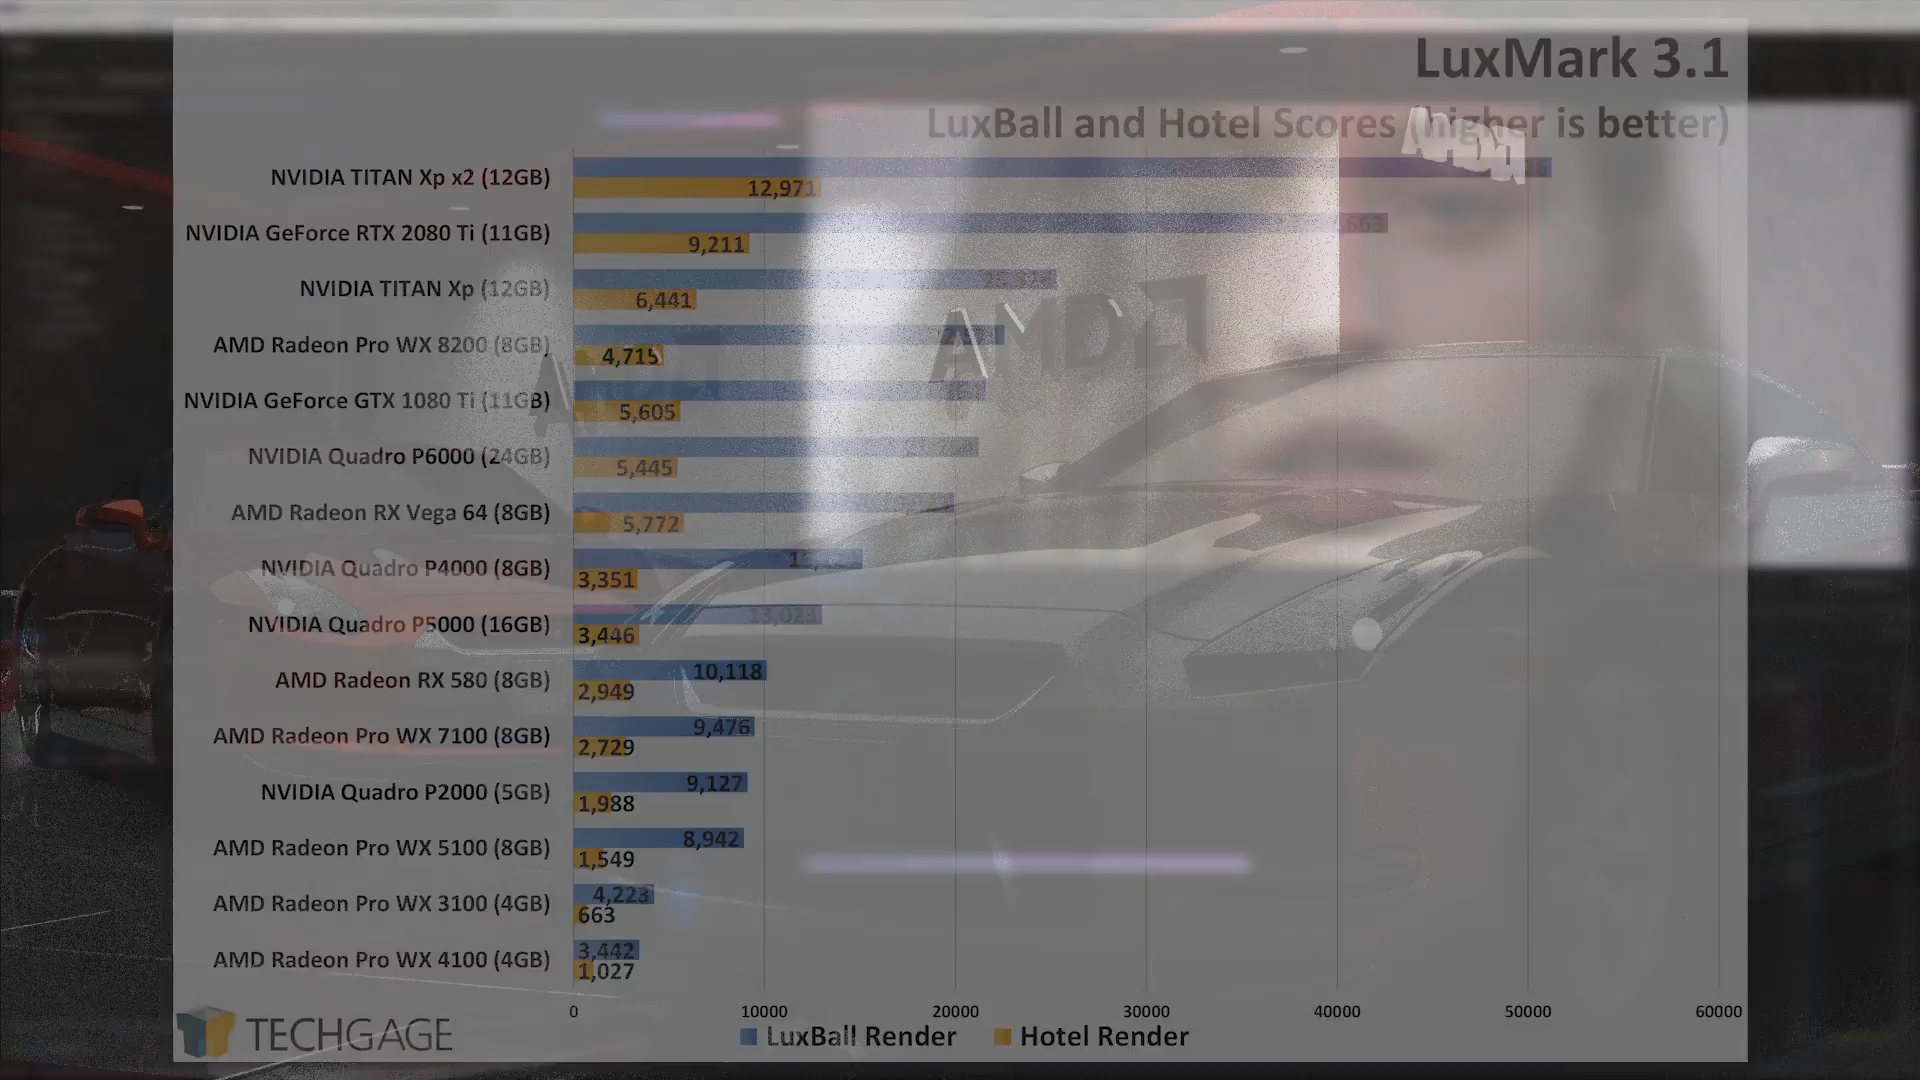 LuxMark 3.1
LuxBall and Hotel Scores (higher is better)
AMD
NVIDIA TITAN Xp x2 (12GB)
12,971
NVIDIA GeForce RTX 2080 Ti (11GB)
9,211
NVIDIA TITAN Xp (12GB)
6,441
AMD
AMD Radeon Pro WX 8200 (8GB)
4,715
NVIDIA GeForce GTX 1080 Ti (11GB)
5,605
NVIDIA Quadro P6000 (24GB)
5,445
AMD Radeon RX Vega 64 (8GB)
5,772
NVIDIA Quadro P4000 (8GB)
3,351
NVIDIA Quadro P5000 (16GB)
13,023
3,446
AMD Radeon RX 580 (8GB)
10,118
2,949
AMD Radeon Pro WX 7100 (8GB)
9,476
2,729
NVIDIA Quadro P2000 (5GB)
9,127
1,988
AMD Radeon Pro WX 5100 (8GB)
8,942
1,549
AMD Radeon Pro WX 3100 (4GB)
4,223
663
AMD Radeon Pro WX 4100 (4GB)
3,442
1,027
0 10000 20000 30000 40000 50000 60000
LuxBall Render Hotel Render
TECHGAGE